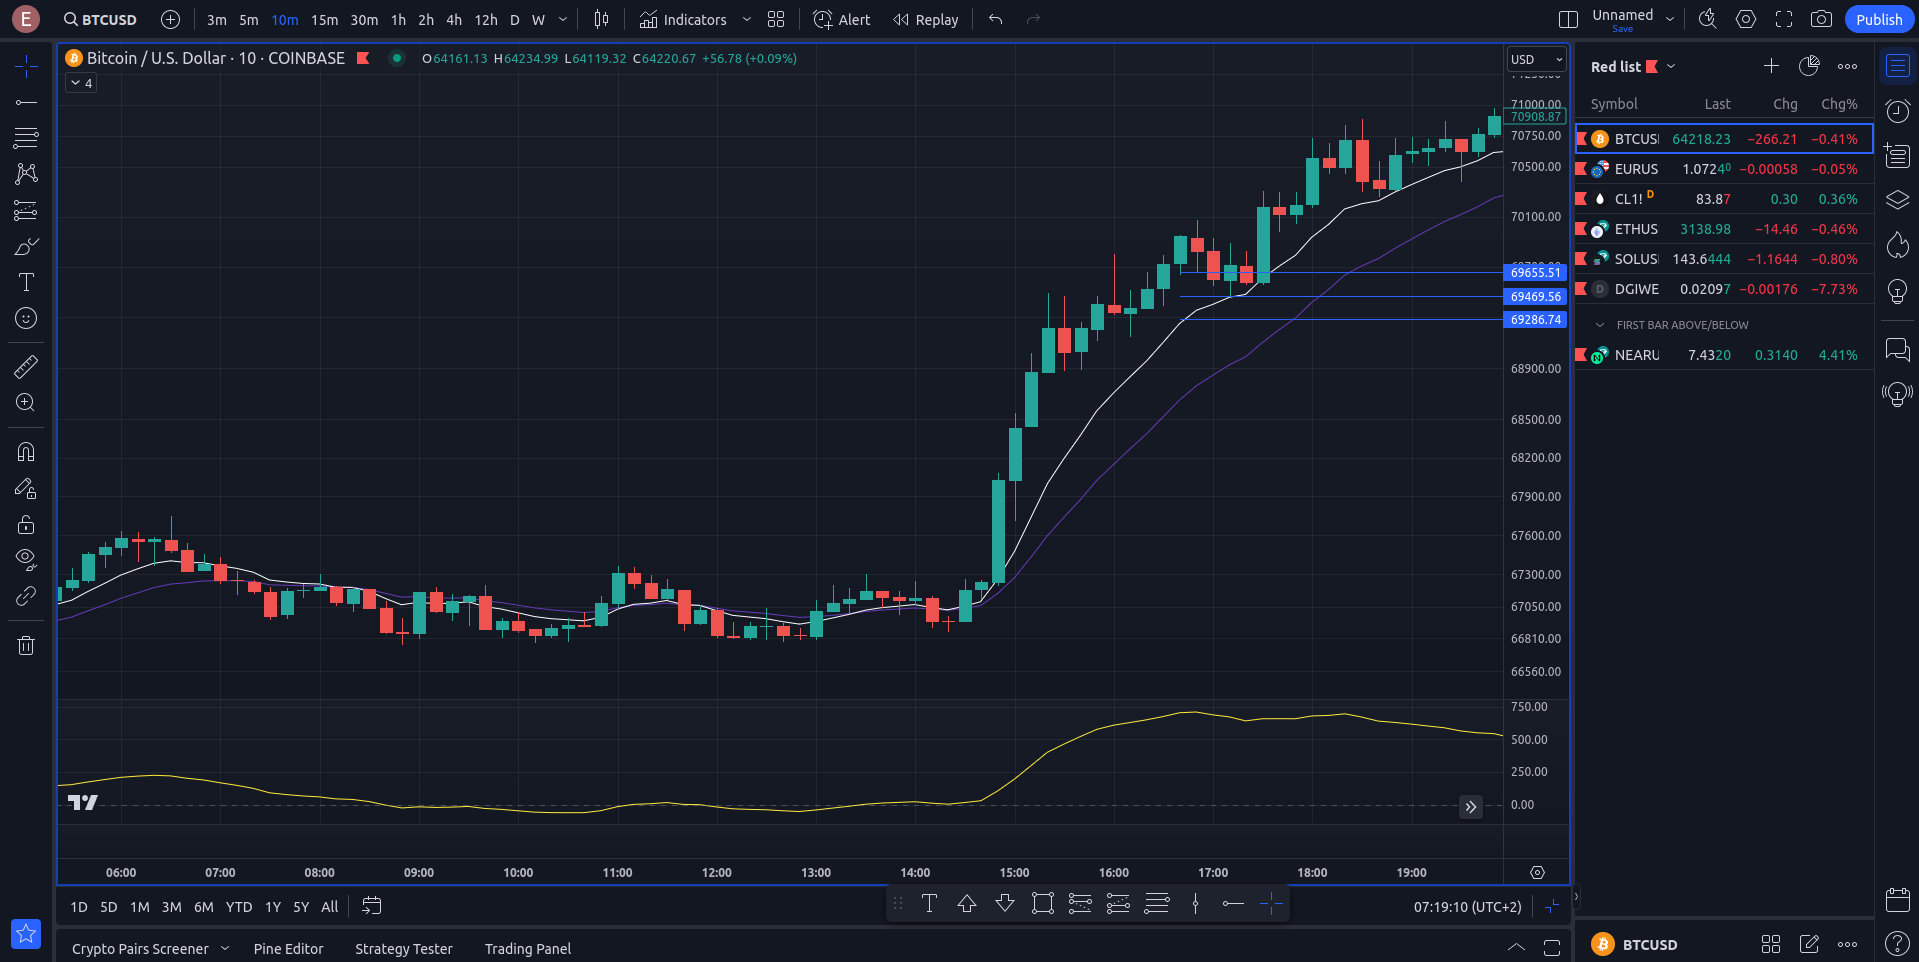 E BTCUSD 3m 5m 10m 15m 30m 1h 2h 4h 12h D W Indicators Alert Replay Unnamed Save Publish
Bitcoin / U.S. Dollar · 10 · COINBASE O64161.13 H64234.99 L64119.32 C64220.67 +56.78 (+0.09%)
4
USD
71000.00
70908.87
70750.00
70500.00
70100.00
69655.51
69469.56
69286.74
68900.00
68500.00
68200.00
67900.00
67600.00
67300.00
67050.00
66810.00
66560.00
750.00
500.00
250.00
0.00
06:00 07:00 08:00 09:00 10:00 11:00 12:00 13:00 14:00 15:00 16:00 17:00 18:00 19:00
1D 5D 1M 3M 6M YTD 1Y 5Y All
07:19:10 (UTC+2)
Crypto Pairs Screener Pine Editor Strategy Tester Trading Panel
Red list
Symbol Last Chg Chg%
BTCUS 64218.23 −266.21 −0.41%
EURUS 1.07240 −0.00058 −0.05%
CL1! D 83.87 0.30 0.36%
ETHUS 3138.98 −14.46 −0.46%
SOLUS 143.6444 −1.1644 −0.80%
D DGIWE 0.02097 −0.00176 −7.73%
FIRST BAR ABOVE/BELOW
NEARU 7.4320 0.3140 4.41%
BTCUSD